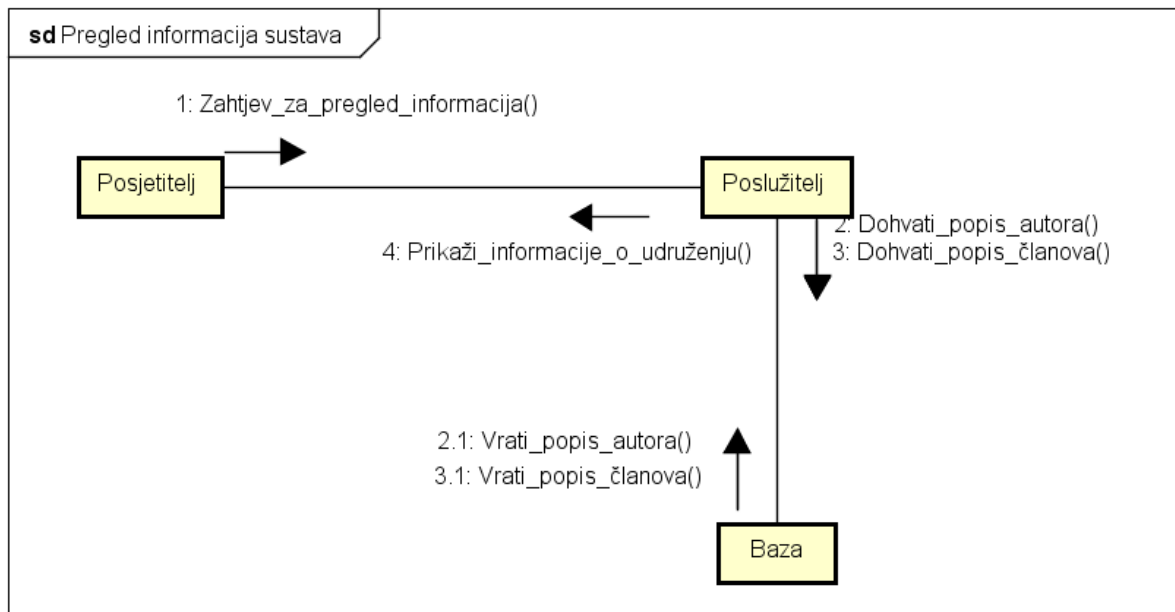 sd Pregled informacija sustava
1: Zahtjev_za_pregled_informacija()
Posjetitelj
Poslužitelj
2: Dohvati_popis_autora()
4: Prikaži_informacije_o_udruženju()
3: Dohvati_popis_članova()
2.1: Vrati_popis_autora()
3.1: Vrati_popis_članova()
Baza